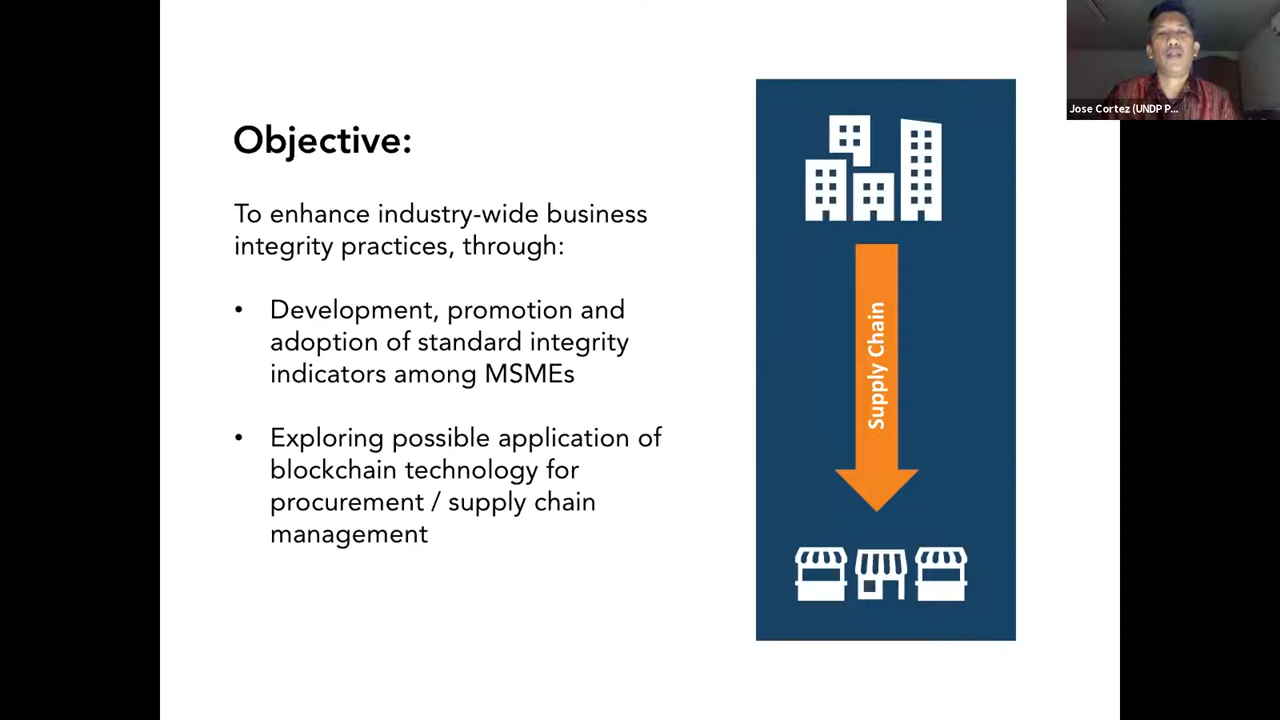 Objective:
To enhance industry-wide business
integrity practices, through:
• Development, promotion and
adoption of standard integrity
indicators among MSMEs
• Exploring possible application of
blockchain technology for
procurement / supply chain
management
Supply Chain
Jose Cortez (UNDP P...